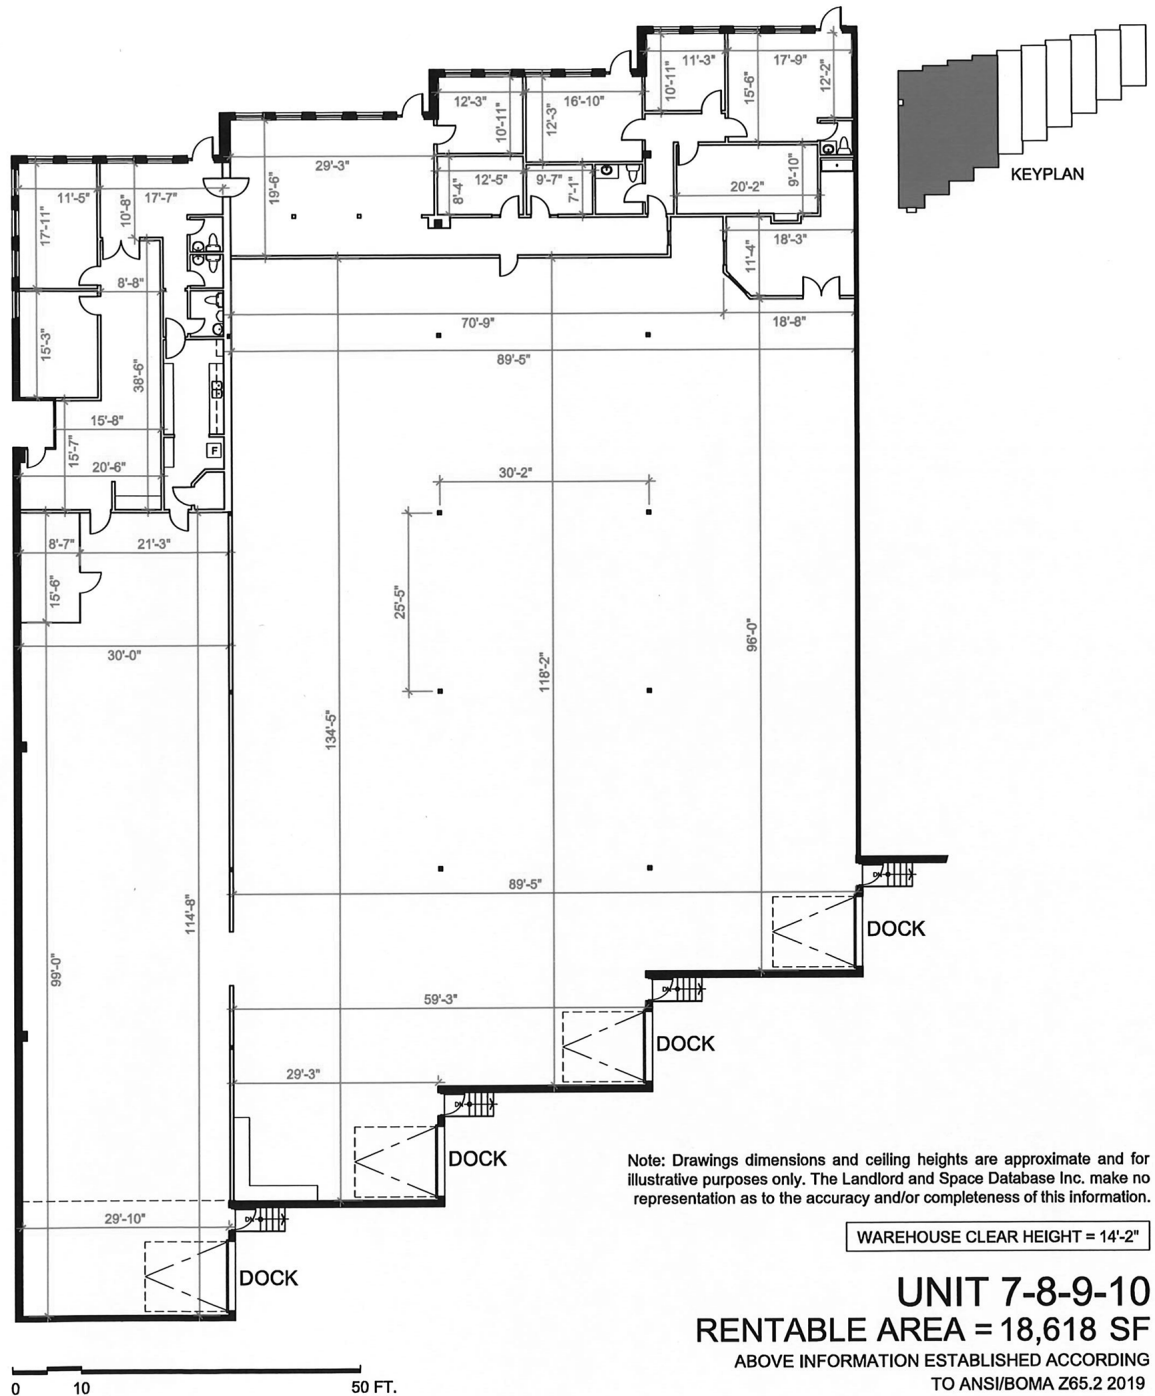 11'-3"
17'-9"
10'-11"
15'-6"
12'-2"
KEYPLAN
12'-3"
16'-10"
10'-11"
12'-3"
29'-3"
19'-6"
12'-5"
9'-7"
8'-4"
7'-1"
20'-2"
9'-10"
11'-5"
17'-7"
17'-11"
10'-8"
18'-3"
11'-4"
8'-8"
70'-9"
18'-8"
89'-5"
15'-3"
38'-6"
15'-8"
15'-7"
F
20'-6"
30'-2"
8'-7"
21'-3"
15'-6"
25'-5"
30'-0"
96'-0"
118'-2"
134'-5"
DN
89'-5"
DOCK
114'-8"
99'-0"
DN
59'-3"
DOCK
29'-3"
DN
DOCK
29'-10"
DN
DOCK
Note: Drawings dimensions and ceiling heights are approximate and for
illustrative purposes only. The Landlord and Space Database Inc. make no
representation as to the accuracy and/or completeness of this information.
WAREHOUSE CLEAR HEIGHT = 14'-2"
UNIT 7-8-9-10
RENTABLE AREA = 18,618 SF
ABOVE INFORMATION ESTABLISHED ACCORDING
TO ANSI/BOMA Z65.2 2019
0 10 50 FT.